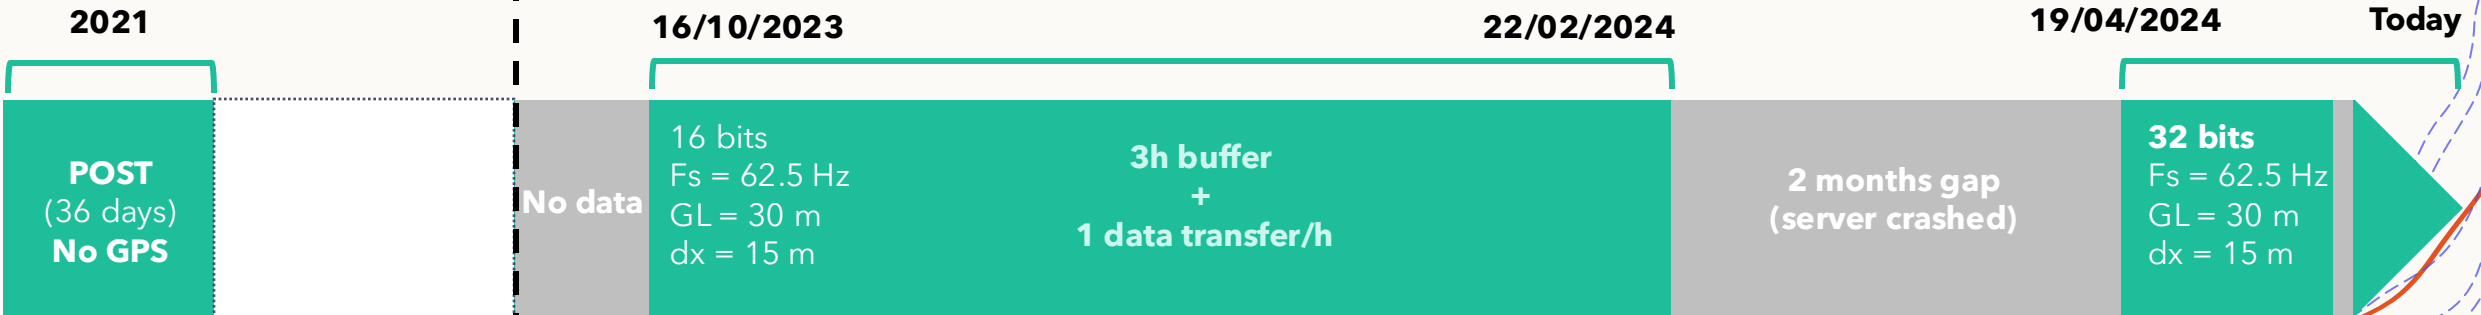 2021
16/10/2023
22/02/2024
19/04/2024
Today
POST
(36 days)
No GPS
No data
16 bits
Fs = 62.5 Hz
GL = 30 m
dx = 15 m
3h buffer
+
1 data transfer/h
2 months gap
(server crashed)
32 bits
Fs = 62.5 Hz
GL = 30 m
dx = 15 m